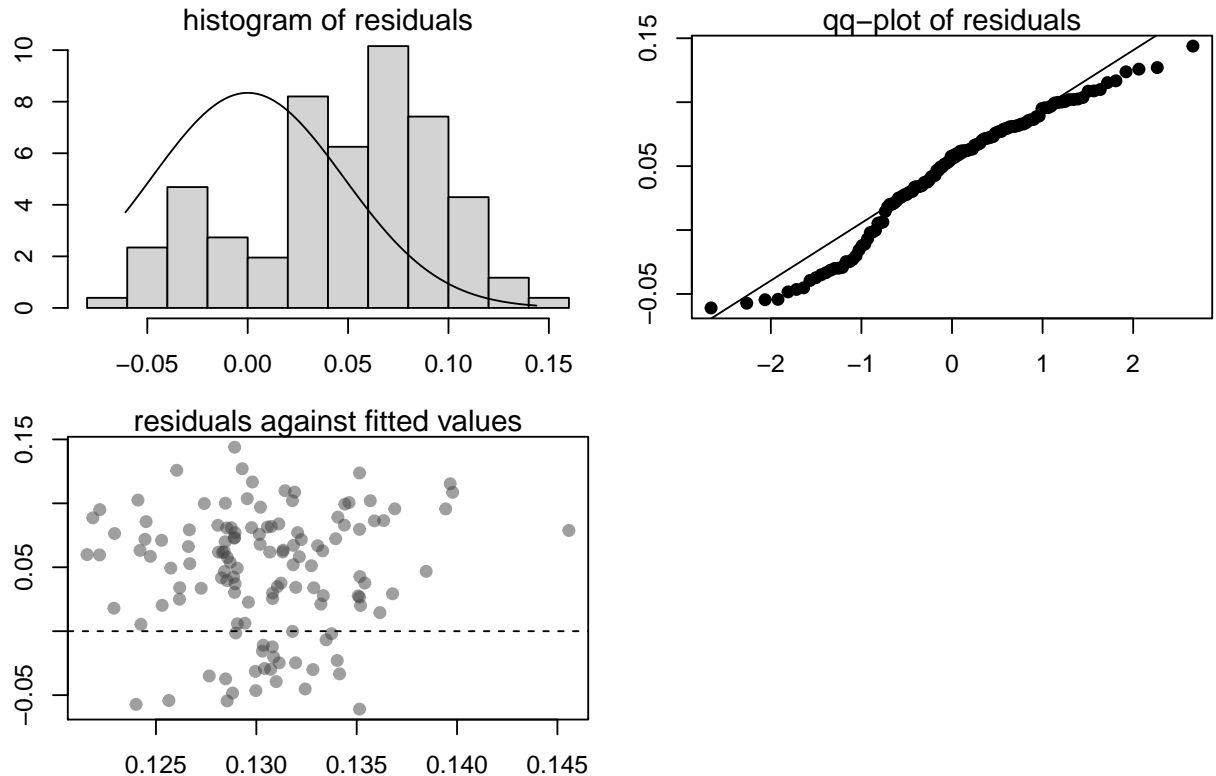 histogram of residuals
10
8
6
4
2
0
−0.05 0.00 0.05 0.10 0.15
qq−plot of residuals
0.15
0.05
−0.05
−2 −1 0 1 2
residuals against fitted values
0.15
0.05
−0.05
0.125 0.130 0.135 0.140 0.145